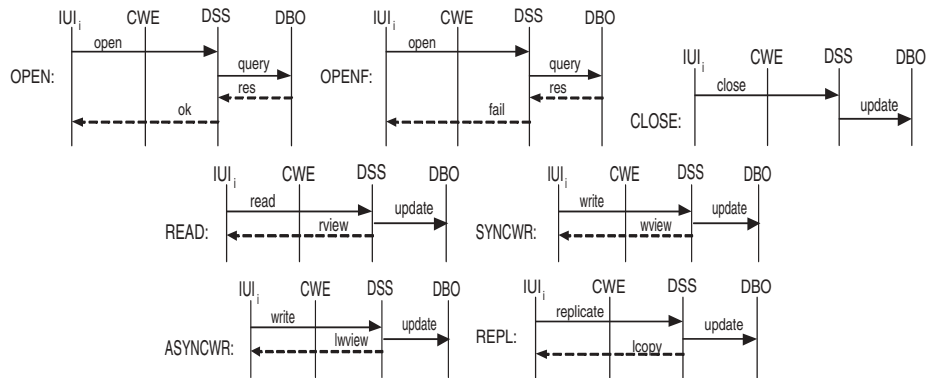 IUI i CWE DSS DBO
OPEN:
open
query
res
ok
IUI i CWE DSS DBO
OPENF:
open
query
res
fail
IUI i CWE DSS DBO
CLOSE:
close
update
IUI i CWE DSS DBO
READ:
read
update
rview
IUI i CWE DSS DBO
SYNCWR:
write
update
wview
IUI i CWE DSS DBO
ASYNCWR:
write
update
lwview
IUI i CWE DSS DBO
REPL:
replicate
update
lcopy